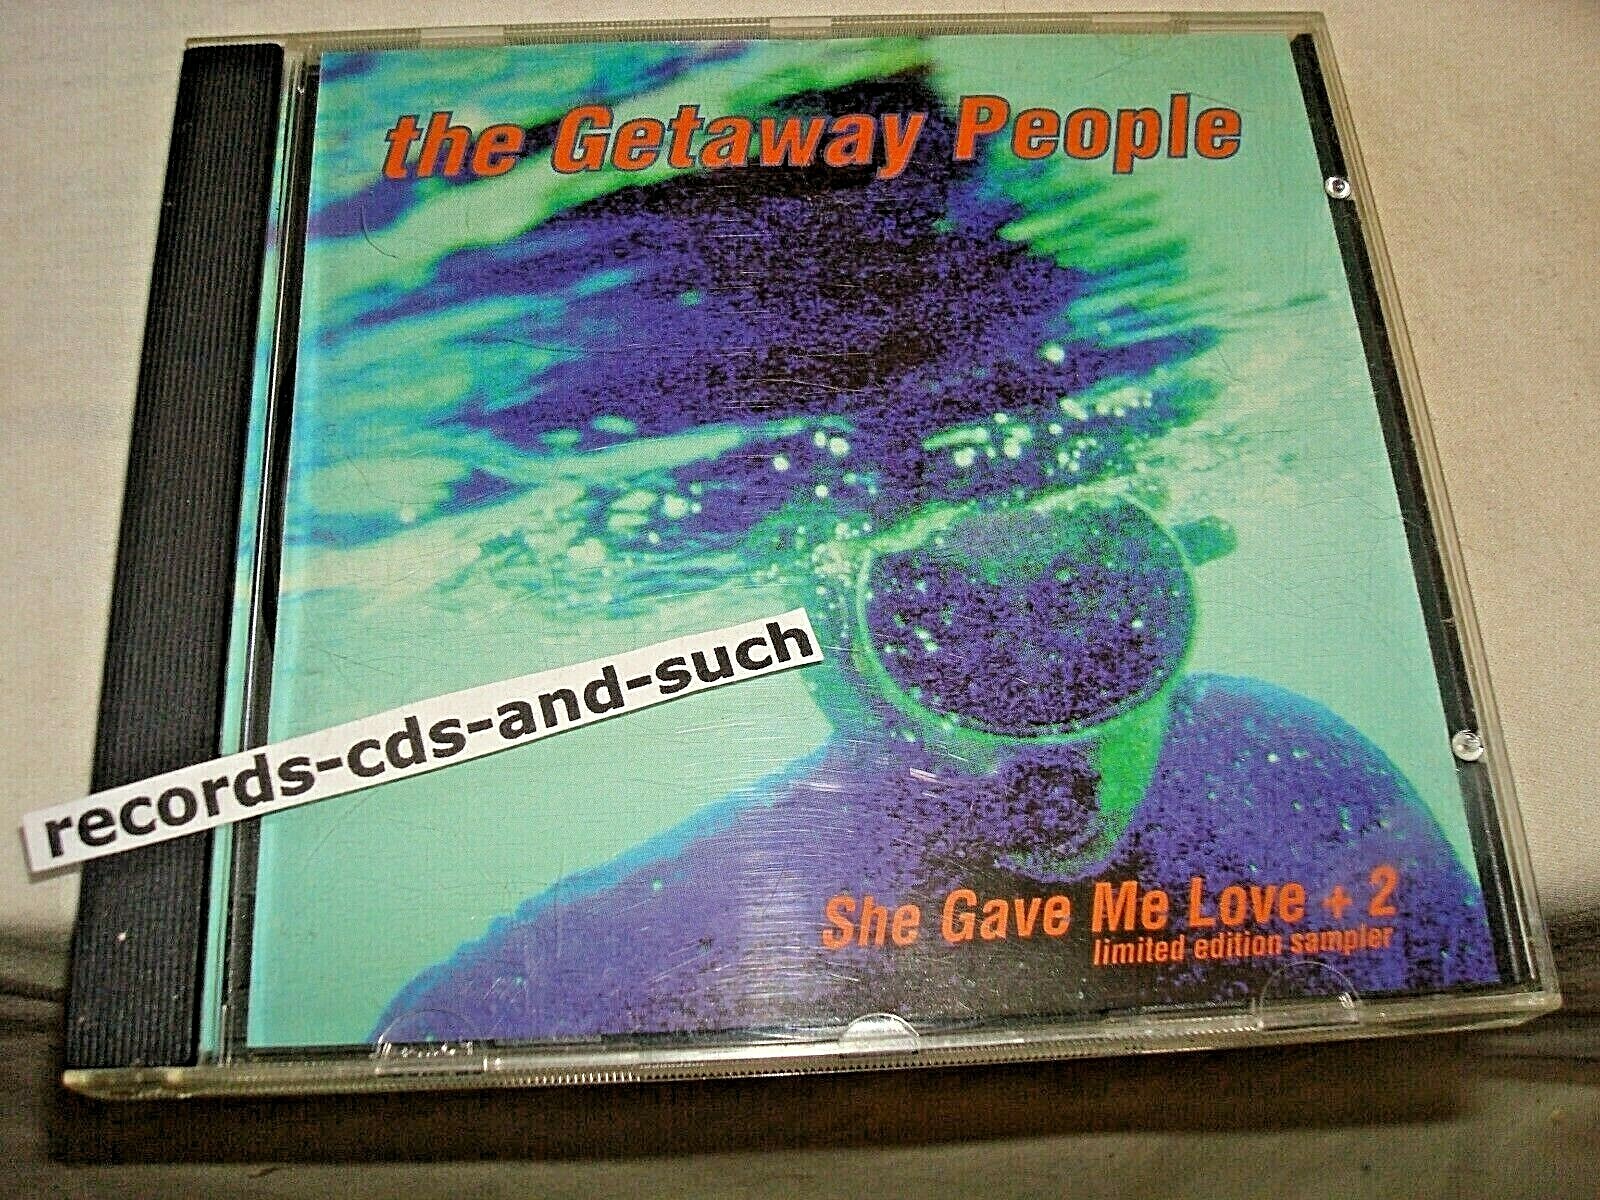 the Getaway People
records-cds-and-such
She Gave Me Love + 2
limited edition sampler